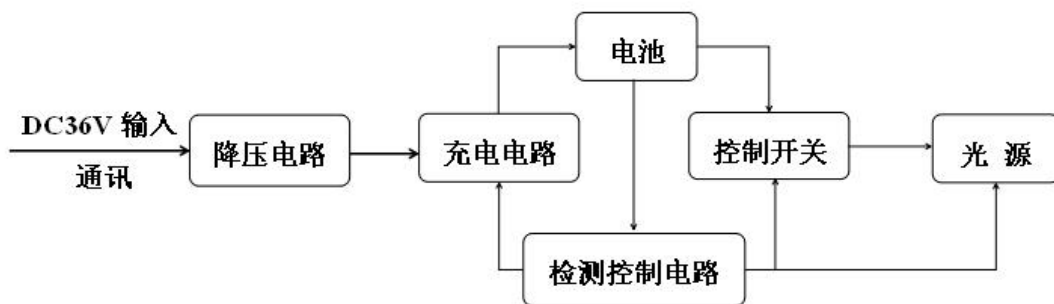 电池
DC36V 输入
通讯
降压电路
充电电路
控制开关
光 源
检测控制电路